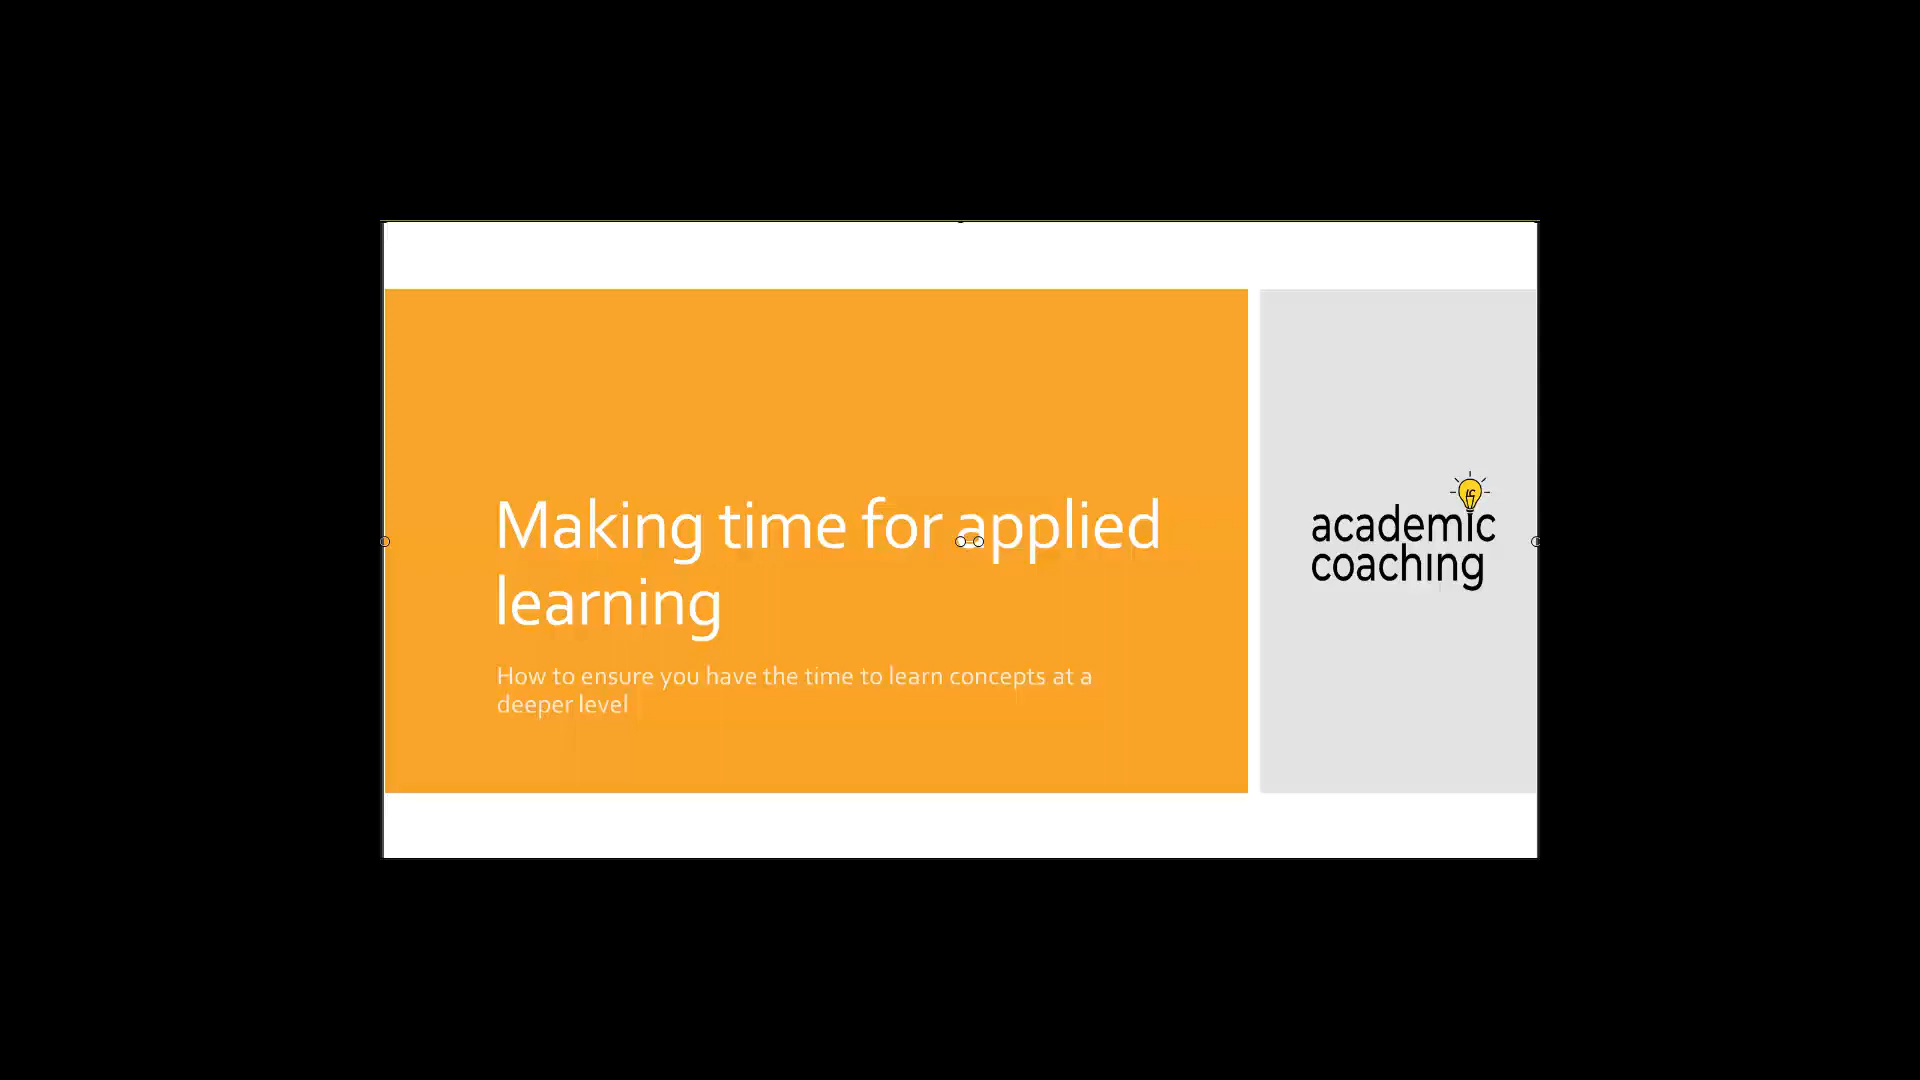 Making time for applied
learning
How to ensure you have the time to learn concepts at a
deeper level
academic
coaching